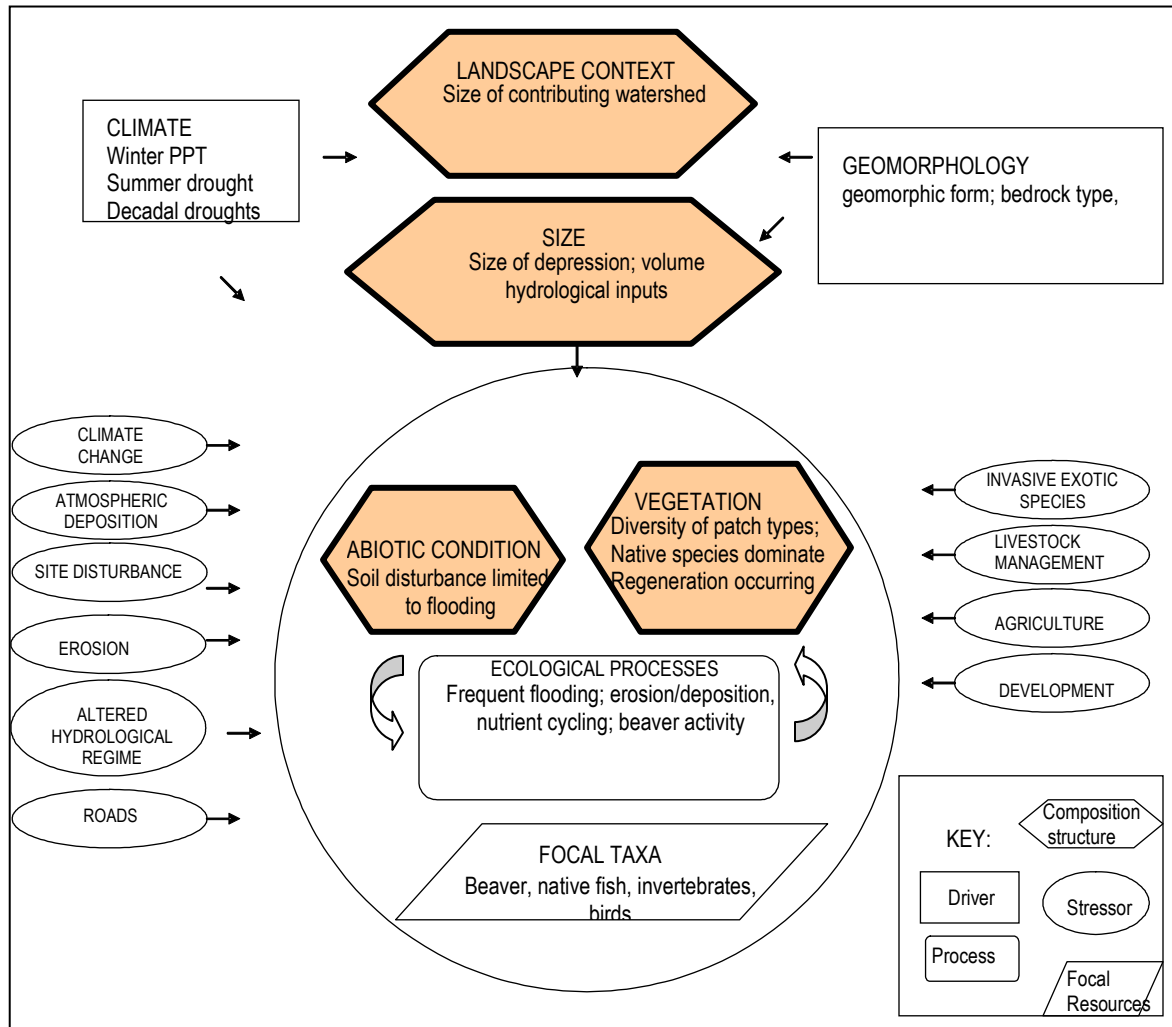 LANDSCAPE CONTEXT
Size of contributing watershed
CLIMATE
Winter PPT
Summer drought
Decadal droughts
GEOMORPHOLOGY
geomorphic form; bedrock type,
SIZE
Size of depression; volume
hydrological inputs
CLIMATE
CHANGE
ATMOSPHERIC
DEPOSITION
SITE DISTURBANCE
EROSION
ALTERED
HYDROLOGICAL
REGIME
ROADS
ABIOTIC CONDITION
Soil disturbance limited
to flooding
VEGETATION
Diversity of patch types;
Native species dominate
Regeneration occurring
ECOLOGICAL PROCESSES
Frequent flooding; erosion/deposition,
nutrient cycling; beaver activity
FOCAL TAXA
Beaver, native fish, invertebrates,
birds
INVASIVE EXOTIC
SPECIES
LIVESTOCK
MANAGEMENT
AGRICULTURE
DEVELOPMENT
KEY:
Composition
structure
Driver
Stressor
Process
Focal
Resources